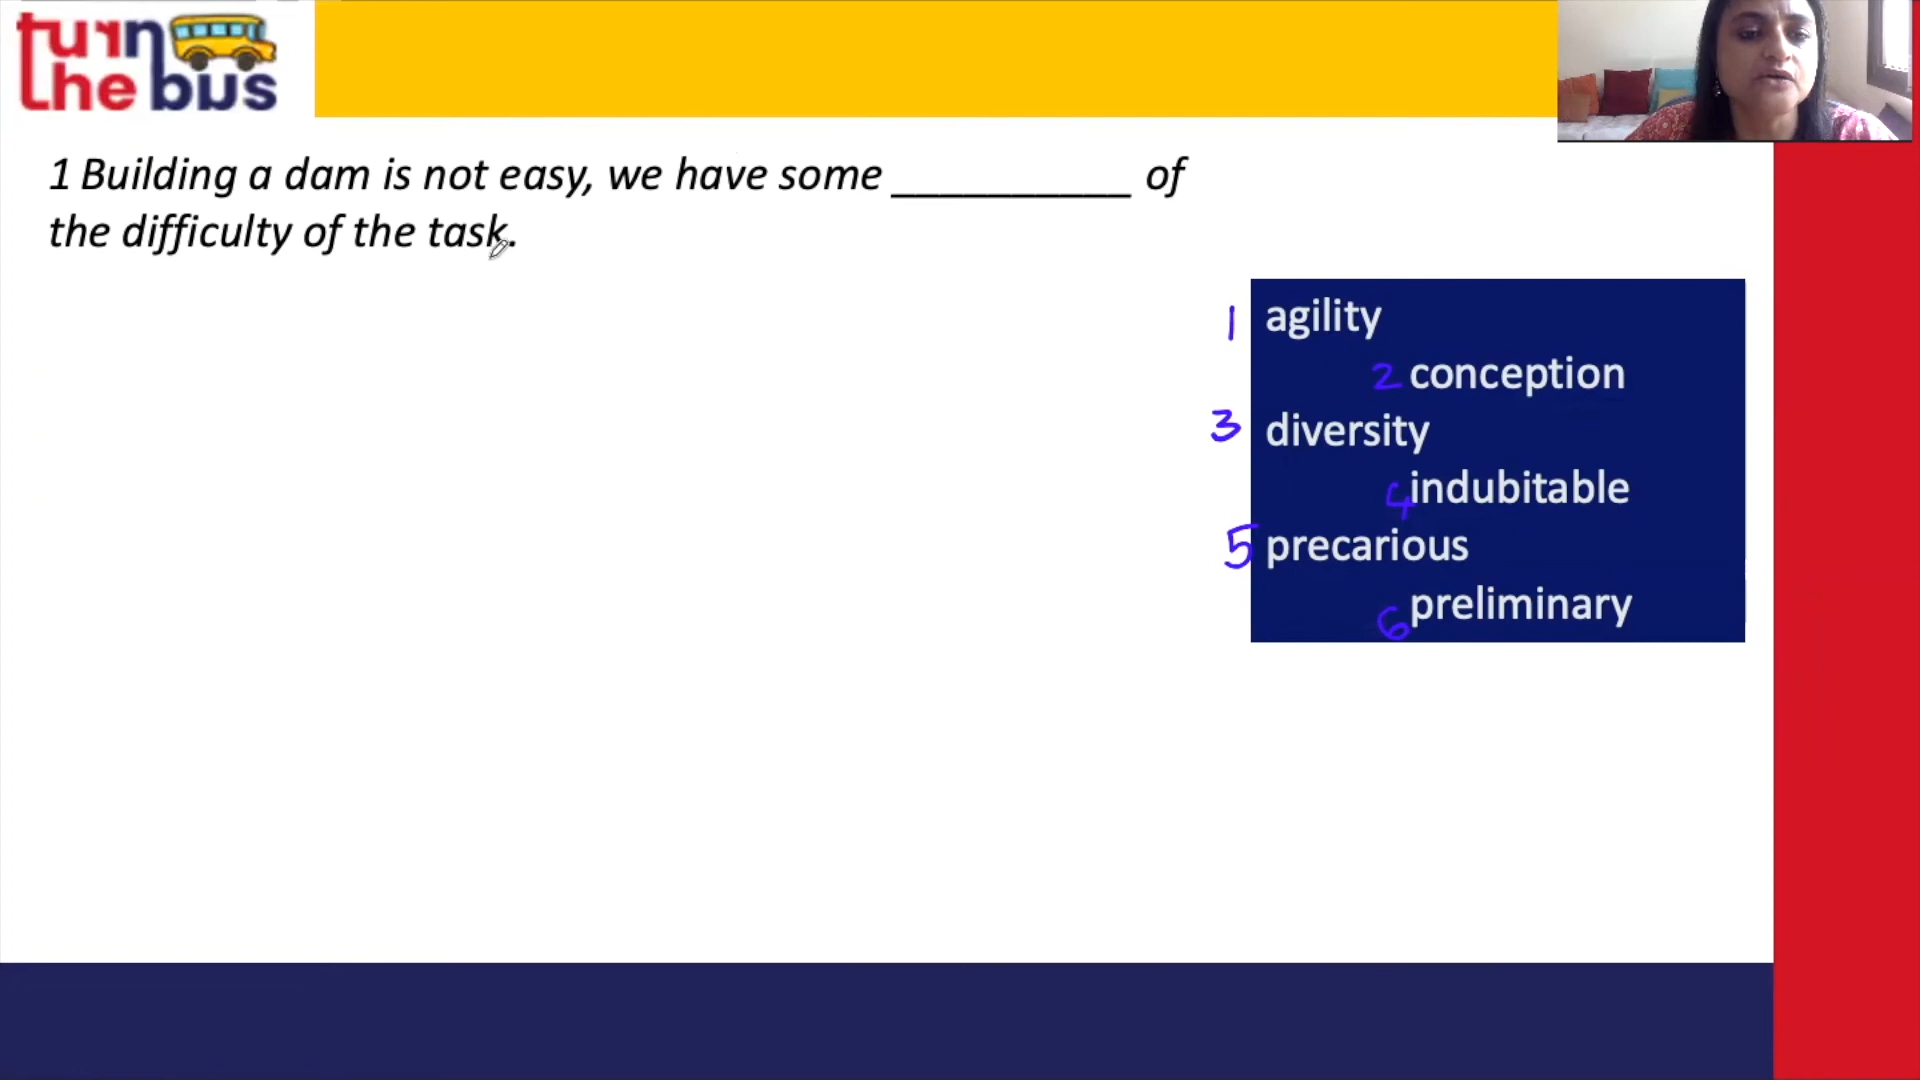 turn
the bus
1 Building a dam is not easy, we have some __________ of
the difficulty of the task.
1 agility
2 conception
3 diversity
4 indubitable
5 precarious
6 preliminary